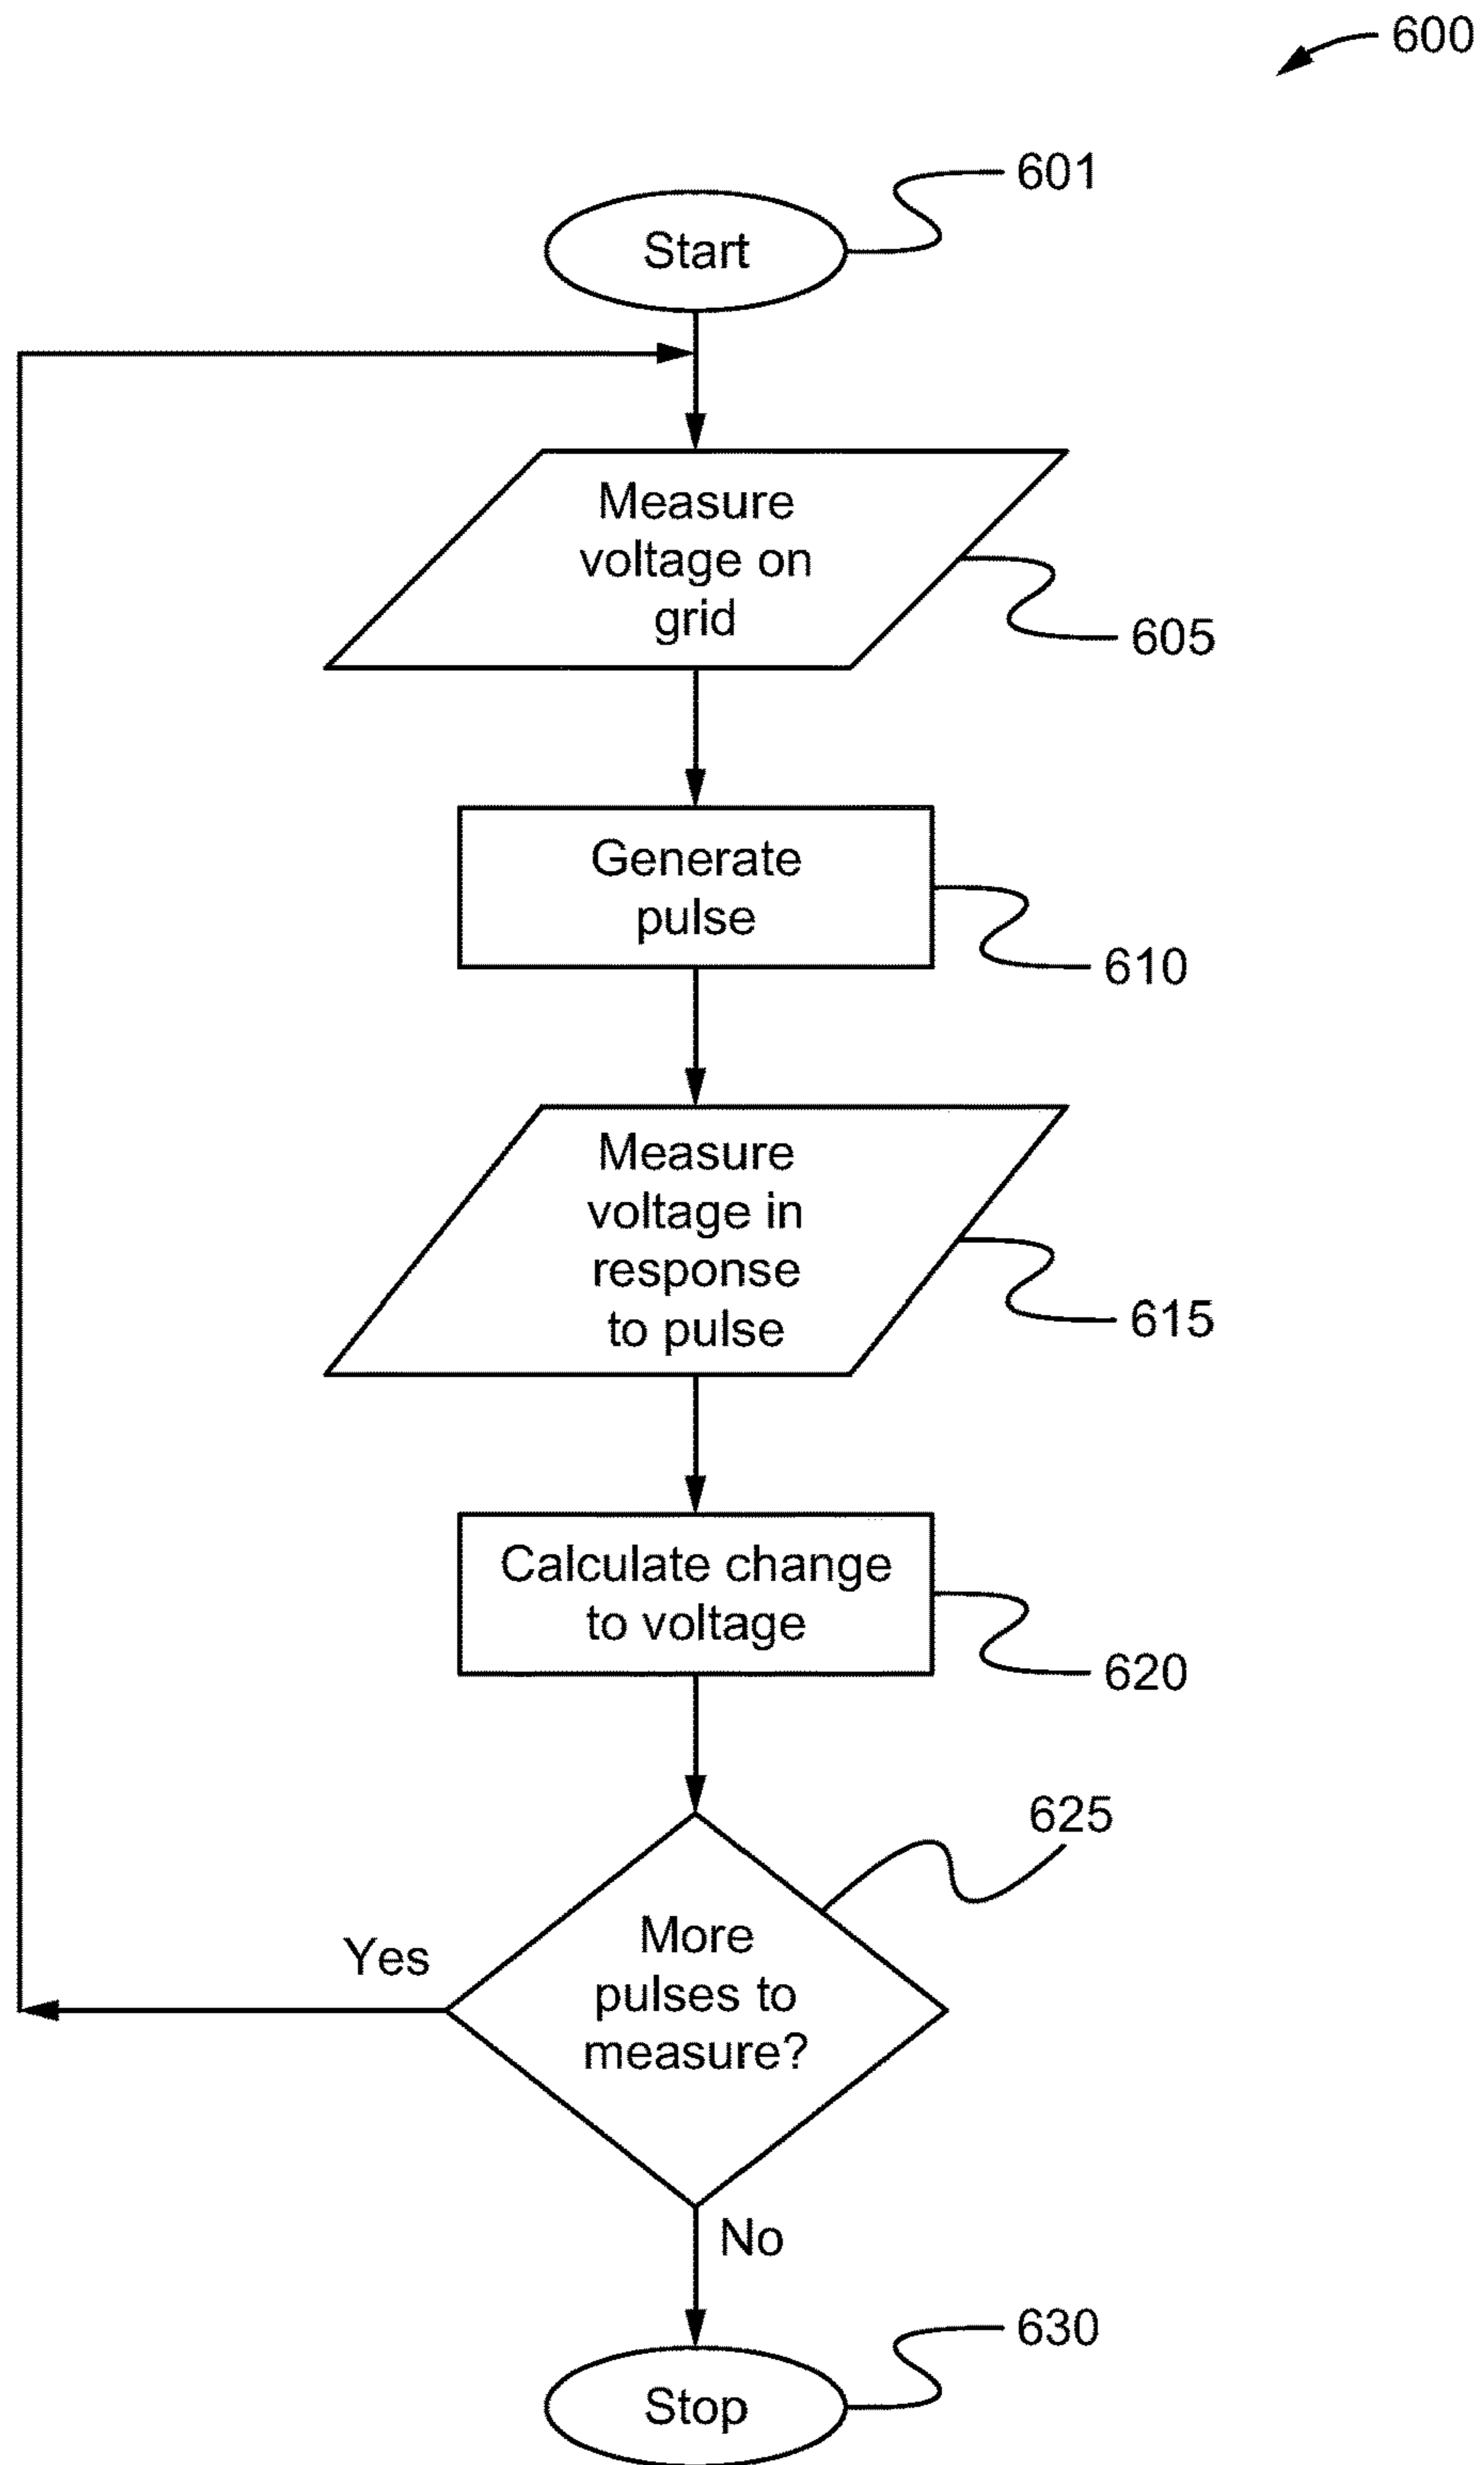 600
601
Start
Measure
voltage on
grid
605
Generate
pulse
610
Measure
voltage in
response
to pulse
615
Calculate change
to voltage
620
625
Yes
More
pulses to
measure?
No
630
Stop